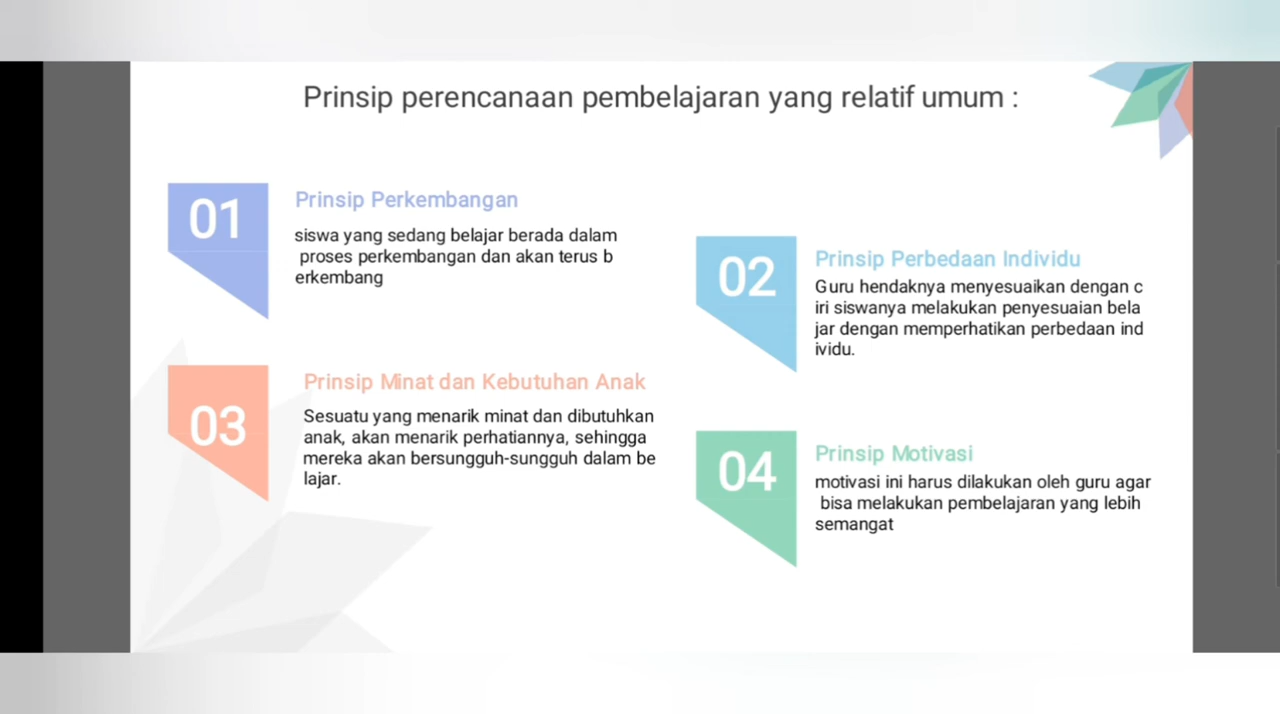 Prinsip perencanaan pembelajaran yang relatif umum :
01
Prinsip Perkembangan
siswa yang sedang belajar berada dalam
proses perkembangan dan akan terus b
erkembang
02
Prinsip Perbedaan Individu
Guru hendaknya menyesuaikan dengan c
iri siswanya melakukan penyesuaian bela
jar dengan memperhatikan perbedaan ind
ividu.
03
Prinsip Minat dan Kebutuhan Anak
Sesuatu yang menarik minat dan dibutuhkan
anak, akan menarik perhatiannya, sehingga
mereka akan bersungguh-sungguh dalam be
lajar.
04
Prinsip Motivasi
motivasi ini harus dilakukan oleh guru agar
bisa melakukan pembelajaran yang lebih
semangat